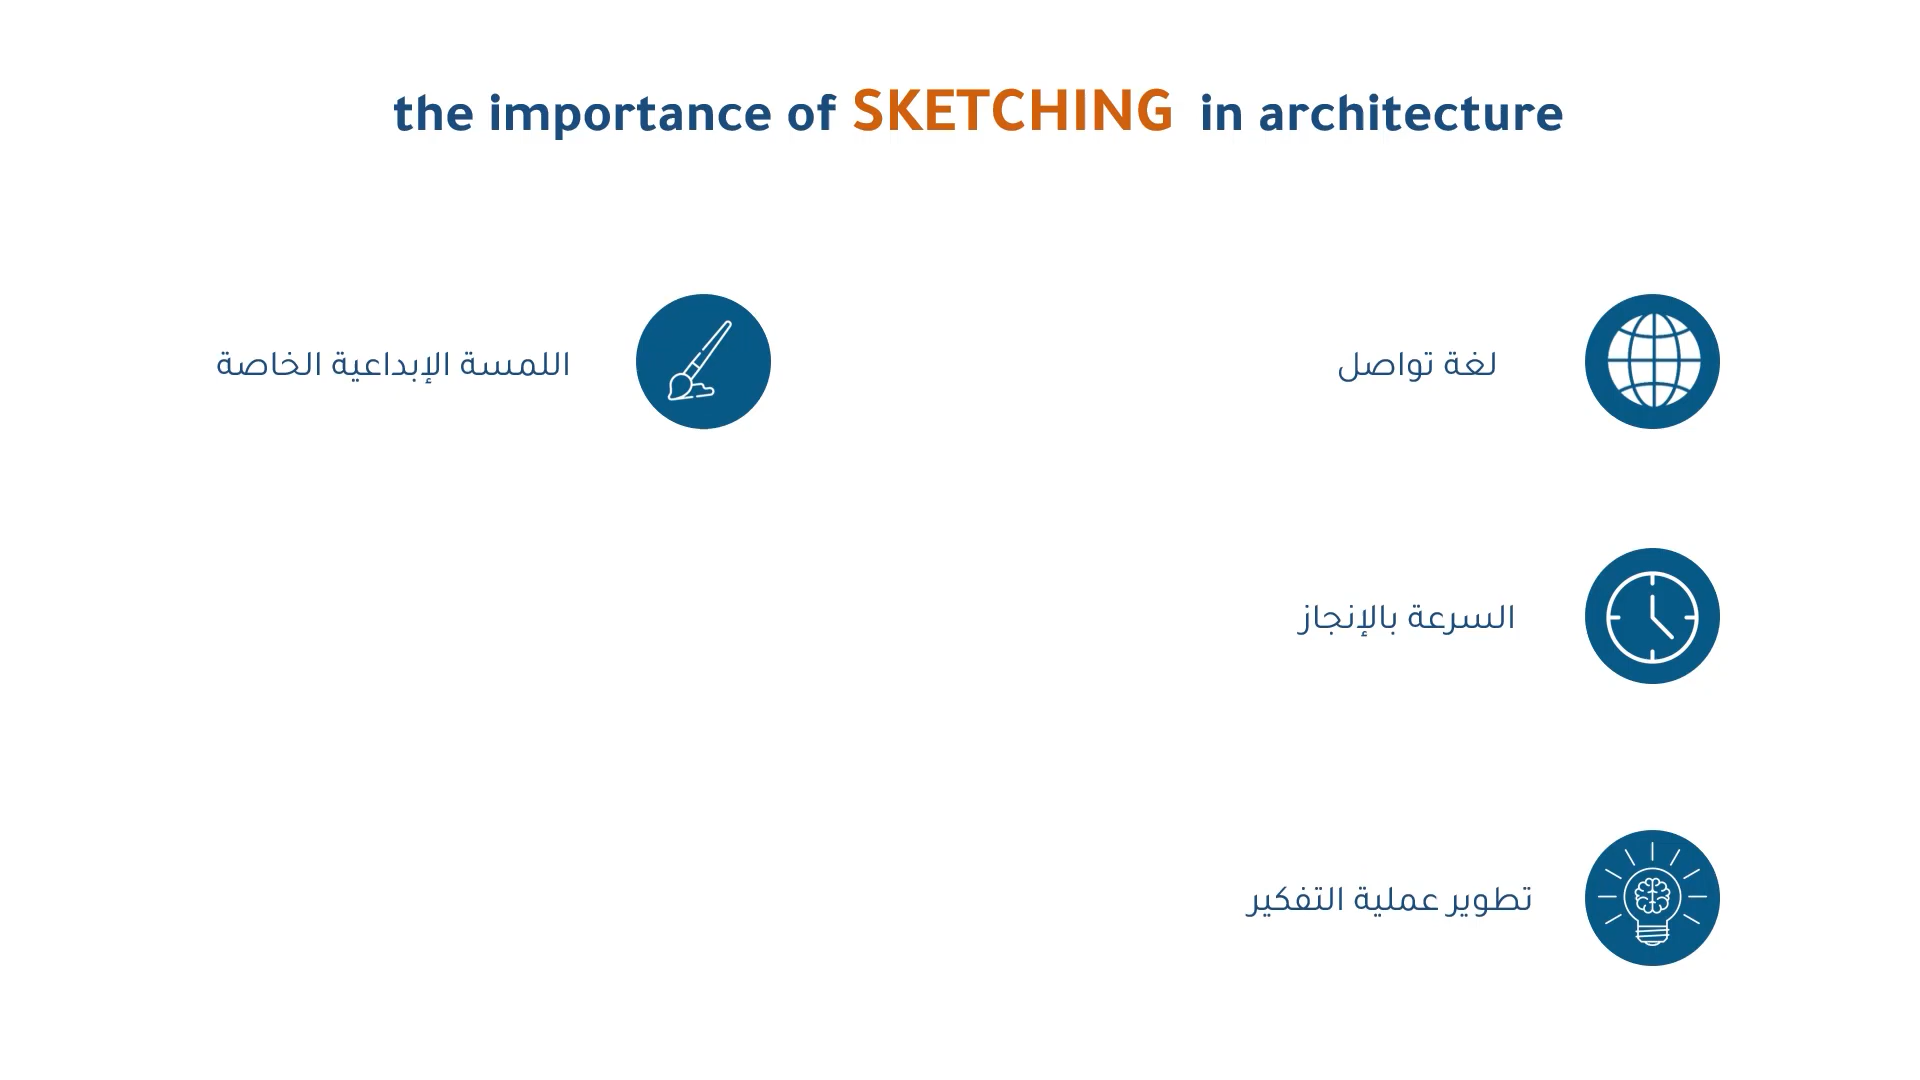 the importance of SKETCHING in architecture
لغة تواصل
السرعة بالإنجاز
تطوير عملية التفكير
اللمسة الإبداعية الخاصة